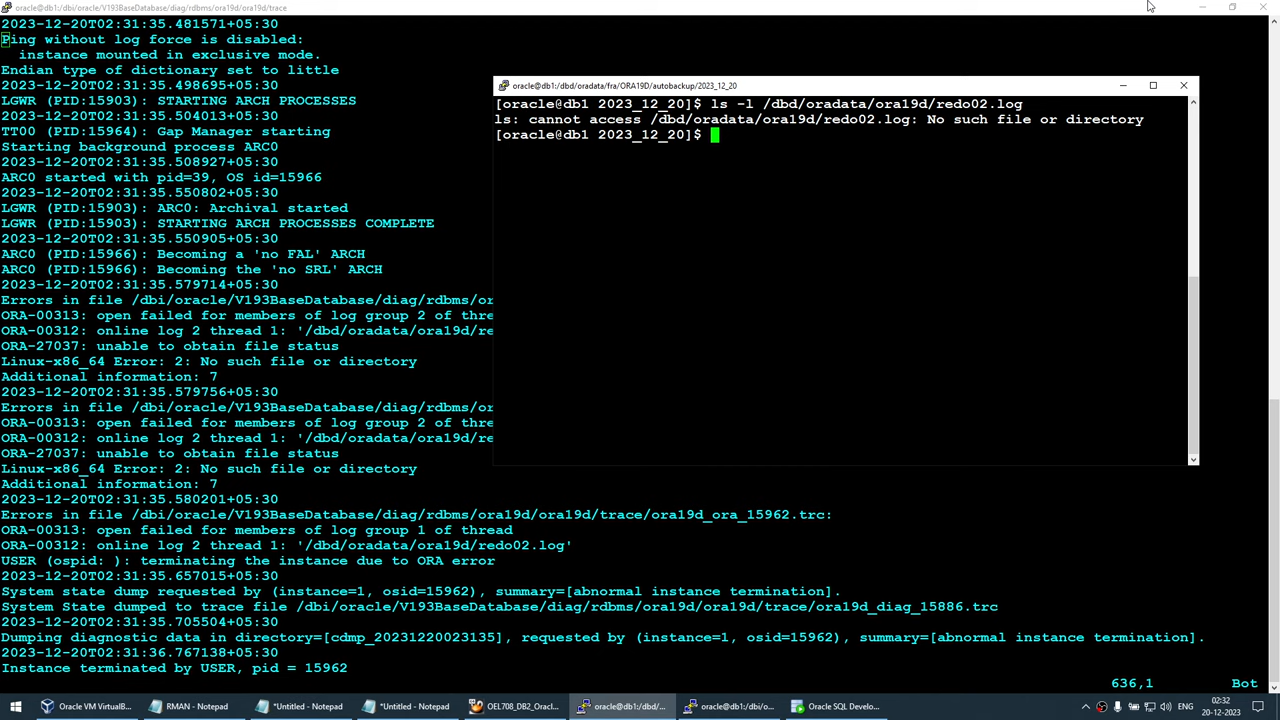 oracle@db1:/dbi/oracle/V193BaseDatabase/diag/rdbms/ora19d/ora19d/trace
2023-12-20T02:31:35.481571+05:30
Ping without log force is disabled:
instance mounted in exclusive mode.
Endian type of dictionary set to little
2023-12-20T02:31:35.498695+05:30
LGWR (PID:15903): STARTING ARCH PROCESSES
TT00 (PID:15964): Gap Manager starting
Starting background process ARC0
2023-12-20T02:31:35.508927+05:30
ARC0 started with pid=39, OS id=15966
2023-12-20T02:31:35.550802+05:30
LGWR (PID:15903): ARC0: Archival started
LGWR (PID:15903): STARTING ARCH PROCESSES COMPLETE
2023-12-20T02:31:35.550905+05:30
ARC0 (PID:15966): Becoming a 'no FAL' ARCH
ARC0 (PID:15966): Becoming the 'no SRL' ARCH
2023-12-20T02:31:35.579714+05:30
Errors in file /dbi/oracle/V193BaseDatabase/diag/rdbms/or
ORA-00313: open failed for members of log group 2 of thre
ORA-00312: online log 2 thread 1: '/dbd/oradata/ora19d/re
ORA-27037: unable to obtain file status
Linux-x86_64 Error: 2: No such file or directory
Additional information: 7
2023-12-20T02:31:35.579756+05:30
Errors in file /dbi/oracle/V193BaseDatabase/diag/rdbms/or
ORA-00313: open failed for members of log group 2 of thre
ORA-00312: online log 2 thread 1: '/dbd/oradata/ora19d/re
ORA-27037: unable to obtain file status
Linux-x86_64 Error: 2: No such file or directory
Additional information: 7
2023-12-20T02:31:35.580201+05:30
Errors in file /dbi/oracle/V193BaseDatabase/diag/rdbms/ora19d/ora19d/trace/ora19d_ora_15962.trc:
ORA-00313: open failed for members of log group 1 of thread
ORA-00312: online log 2 thread 1: '/dbd/oradata/ora19d/redo02.log'
USER (ospid: ): terminating the instance due to ORA error
2023-12-20T02:31:35.657015+05:30
System state dump requested by (instance=1, osid=15962), summary=[abnormal instance termination].
System State dumped to trace file /dbi/oracle/V193BaseDatabase/diag/rdbms/ora19d/ora19d/trace/ora19d_diag_15886.trc
2023-12-20T02:31:35.705504+05:30
Dumping diagnostic data in directory=[cdmp_20231220023135], requested by (instance=1, osid=15962), summary=[abnormal instance termination].
2023-12-20T02:31:36.767138+05:30
Instance terminated by USER, pid = 15962
636,1 Bot
oracle@db1:/dbd/oradata/fra/ORA19D/autobackup/2023_12_20
[oracle@db1 2023_12_20]$ ls -l /dbd/oradata/ora19d/redo02.log
ls: cannot access /dbd/oradata/ora19d/redo02.log: No such file or directory
[oracle@db1 2023_12_20]$
Oracle VM VirtualB...
RMAN - Notepad
*Untitled - Notepad
*Untitled - Notepad
OEL708_DB2_Oracl...
oracle@db1:/dbd/...
oracle@db1:/dbi/o...
Oracle SQL Develo...
02:32
20-12-2023